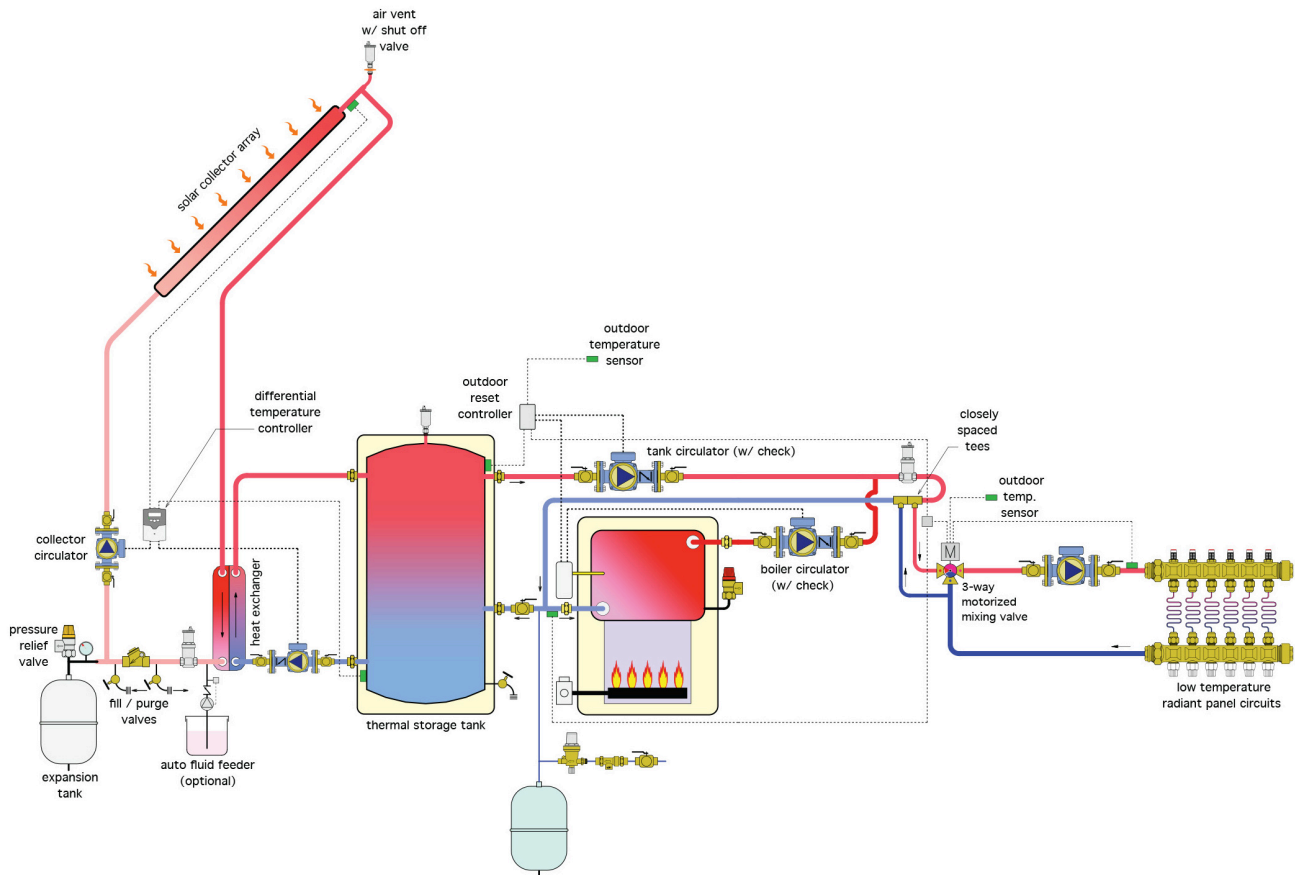 air vent
w/ shut off
valve
solar collector array
outdoor
temperature
sensor
differential
temperature
controller
outdoor
reset
controller
closely
spaced
tees
tank circulator (w/ check)
outdoor
temp.
sensor
collector
circulator
heat exchanger
boiler circulator
(w/ check)
M
3-way
motorized
mixing valve
pressure
relief
valve
fill / purge
valves
thermal storage tank
low temperature
radiant panel circuits
auto fluid feeder
(optional)
expansion
tank